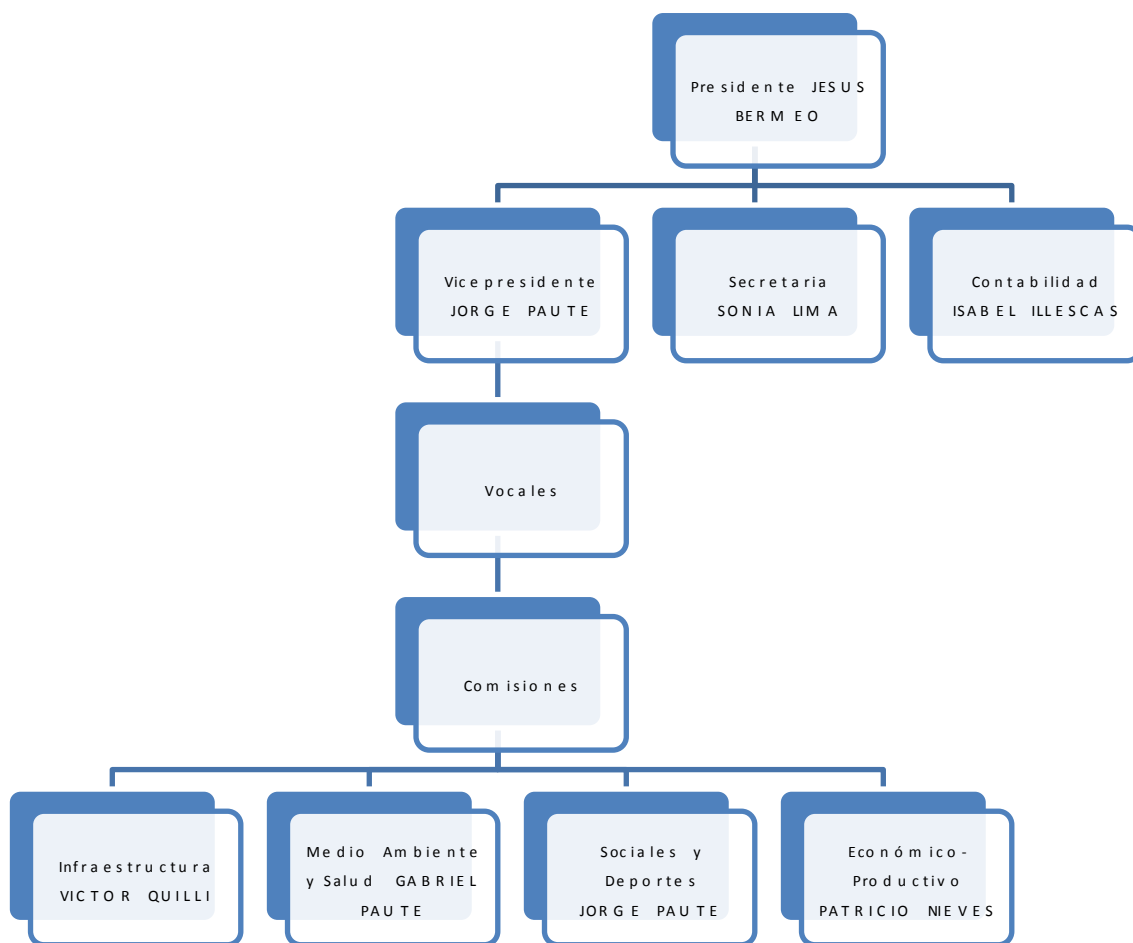 Presidente JESUS
BERMEO
Vicepresidente
JORGE PAUTE
Secretaria
SONIA LIMA
Contabilidad
ISABEL ILLESCAS
Vocales
Comisiones
Infraestructura
VICTOR QUILLI
Medio Ambiente
y Salud GABRIEL
PAUTE
Sociales y
Deportes
JORGE PAUTE
Económico-
Productivo
PATRICIO NIEVES